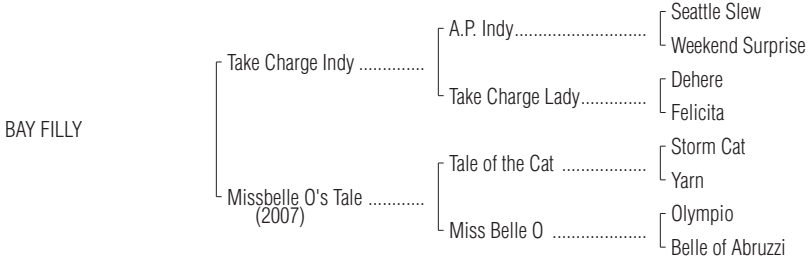 Seattle Slew
A.P. Indy...........................
Weekend Surprise
Take Charge Indy ..............
Dehere
Take Charge Lady..............
Felicita
BAY FILLY
Storm Cat
Tale of the Cat ..................
Yarn
Missbelle O's Tale ............
(2007)
Olympio
Miss Belle O ....................
Belle of Abruzzi